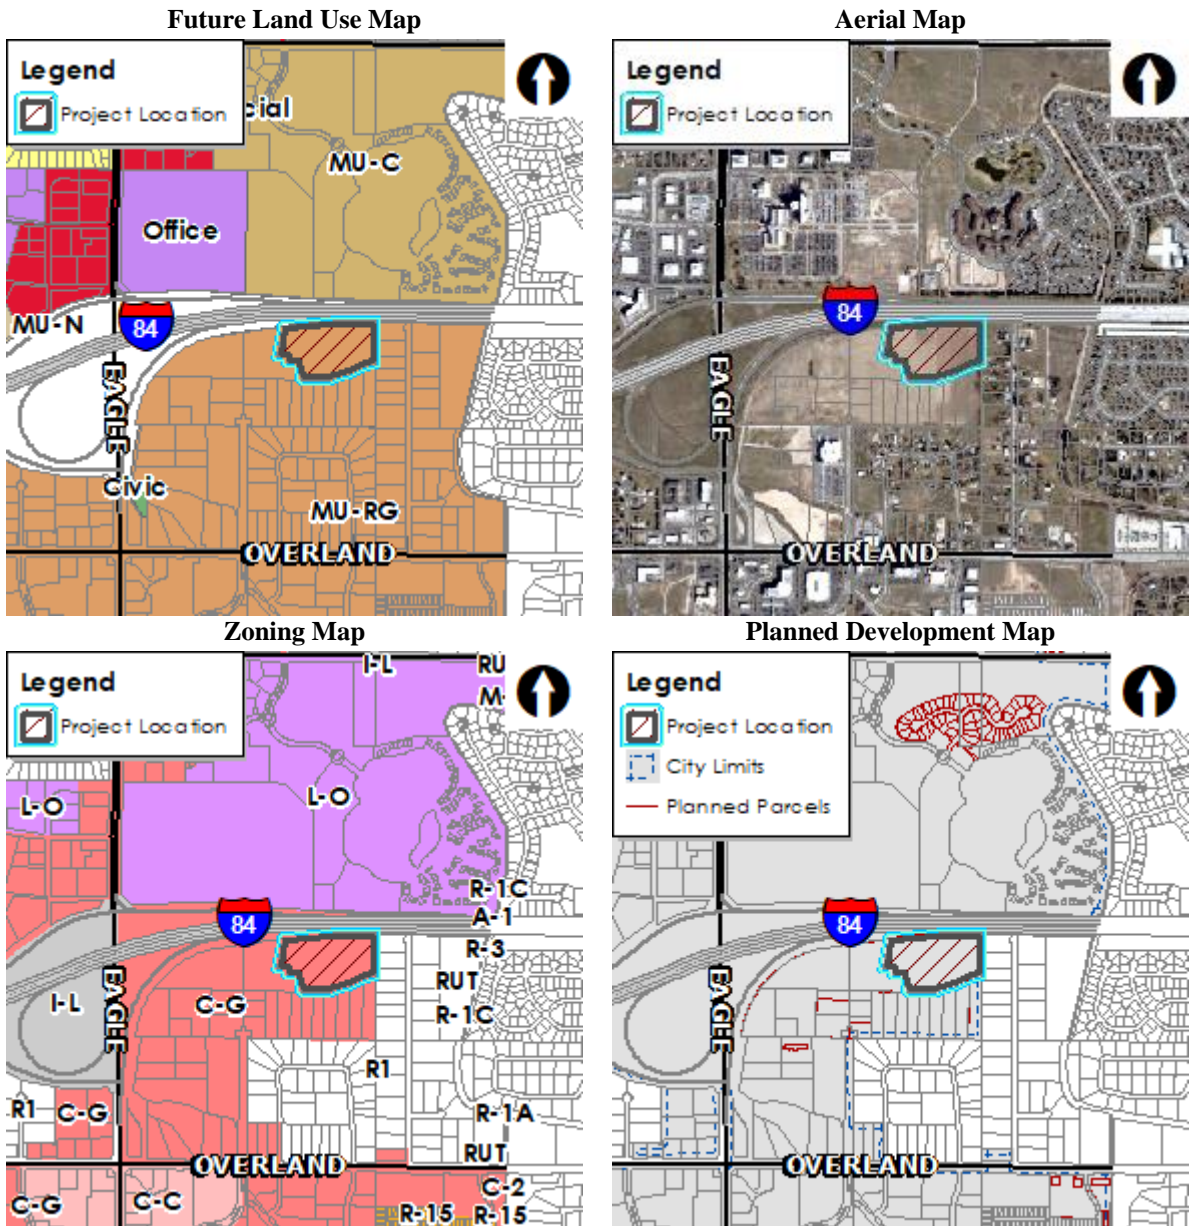 Future Land Use Map
Legend
Project Location
cial
MU-C
Office
MU-N
84
EAGLE
Civic
MU-RG
OVERLAND
Aerial Map
Legend
Project Location
84
EAGLE
OVERLAND
Zoning Map
Legend
Project Location
I-L
RU
M-
L-O
L-O
R-1C
A-1
84
R-3
RUT
I-L
EAGLE
C-G
R-1C
R1
R1
C-G
R-1A
RUT
OVERLAND
C-2
C-G
C-C
R-15
R-15
Planned Development Map
Legend
Project Location
City Limits
Planned Parcels
84
EAGLE
OVERLAND